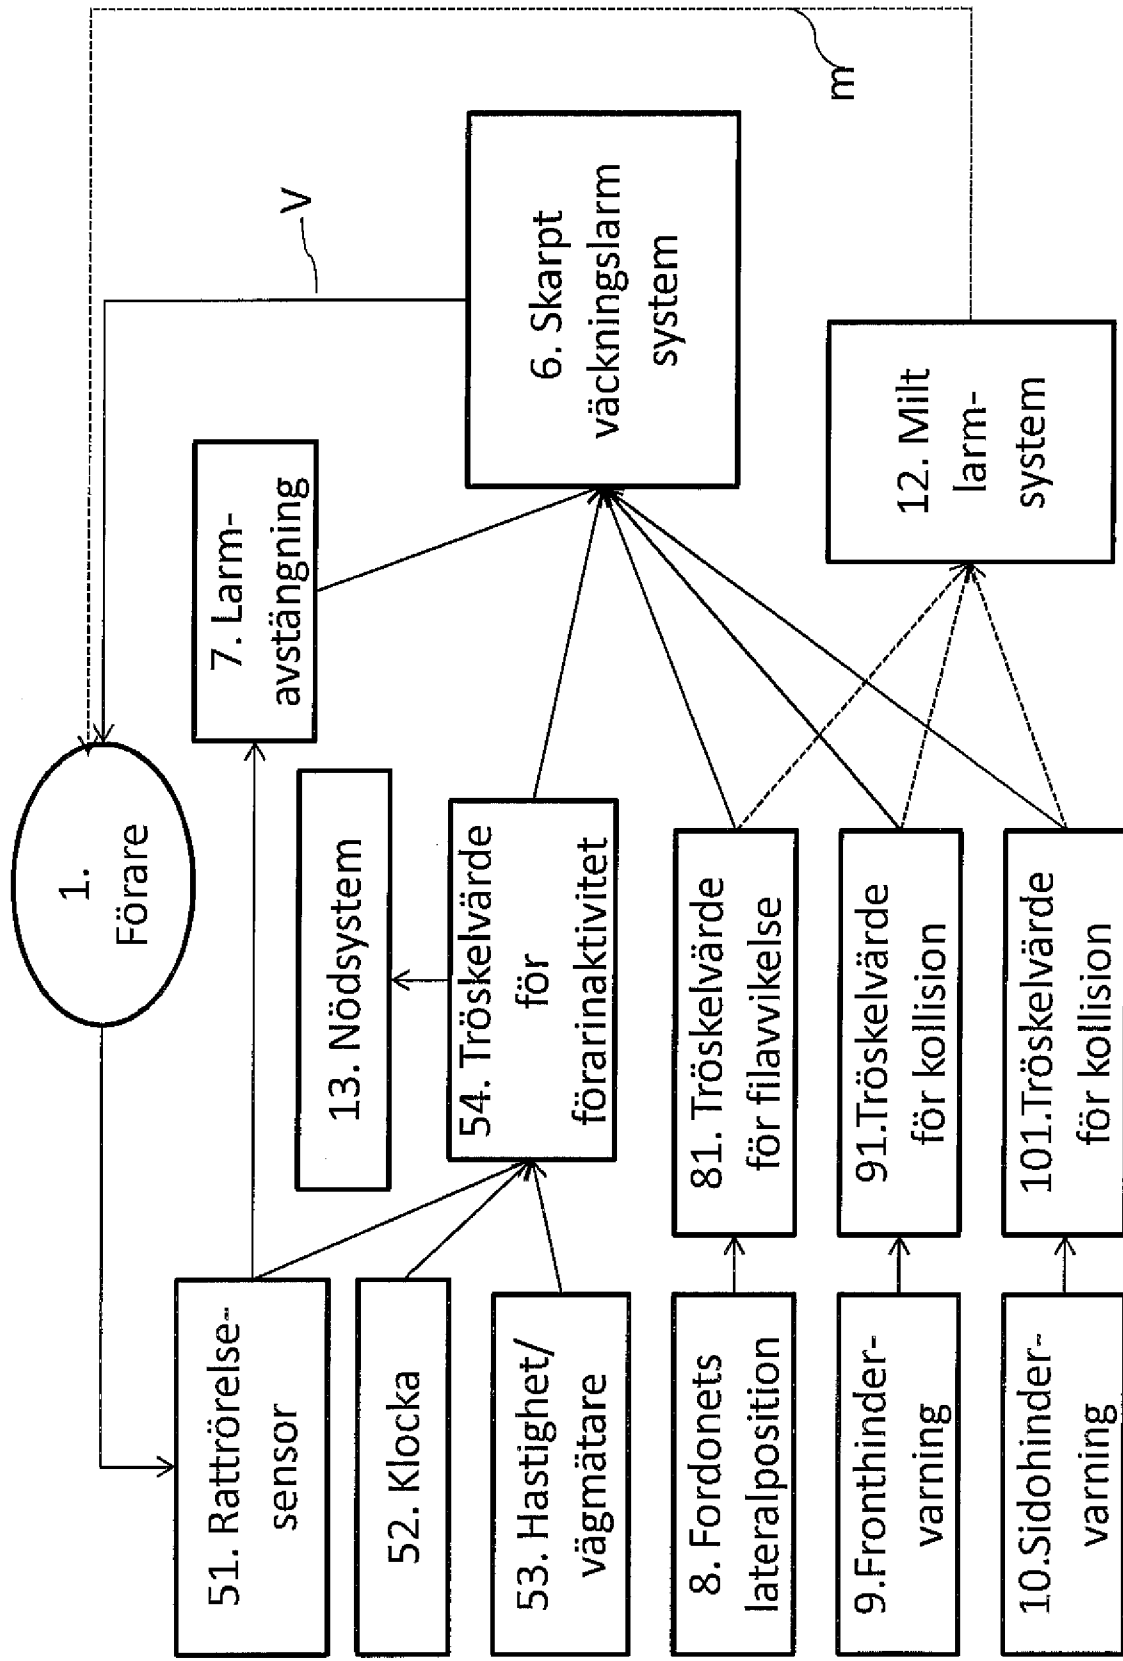 1.
Förare
51. Rattrörelse-
sensor
52. Klocka
53. Hastighet/
vägmätare
8. Fordonets
lateralposition
9.Fronthinder-
varning
10.Sidohinder-
varning
13. Nödsystem
54. Tröskelvärde
för
förarinaktivitet
81. Tröskelvärde
för filavvikelse
91.Tröskelvärde
för kollision
101.Tröskelvärde
för kollision
7. Larm-
avstängning
6. Skarpt
väckningslarm
system
12. Milt
larm-
system
V
m